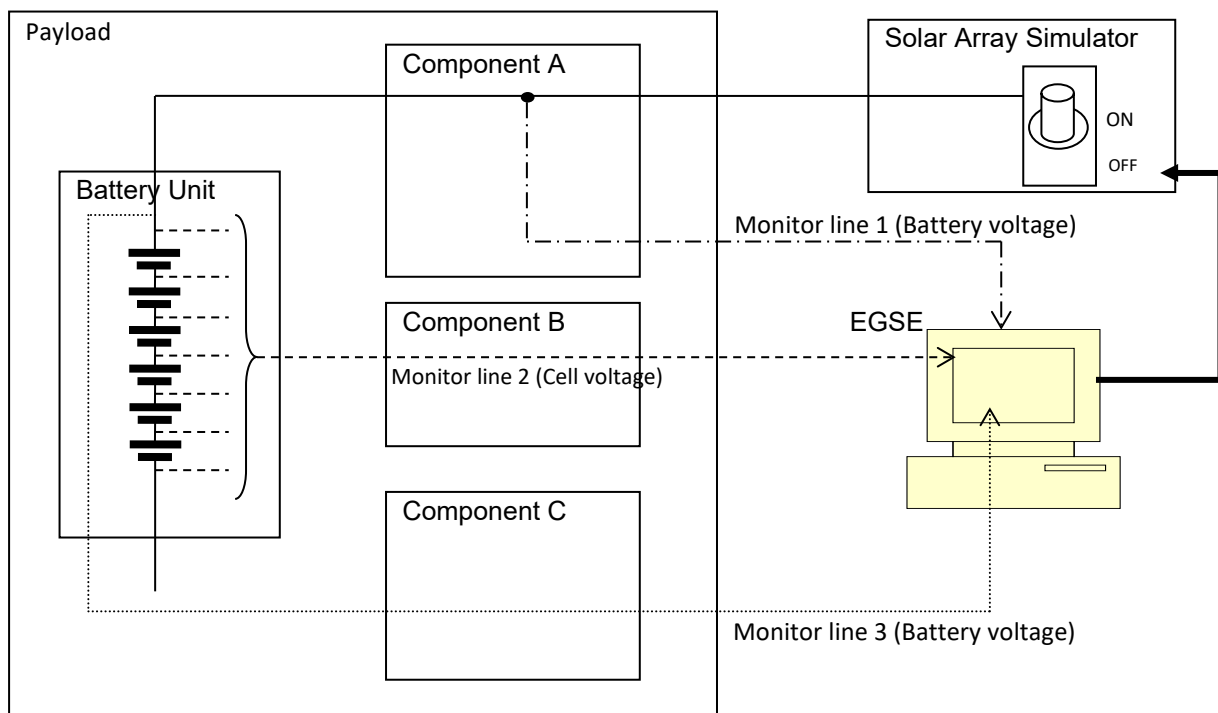 Payload
Component A
Solar Array Simulator
ON
OFF
Battery Unit
Monitor line 1 (Battery voltage)
Component B
EGSE
Monitor line 2 (Cell voltage)
Component C
Monitor line 3 (Battery voltage)